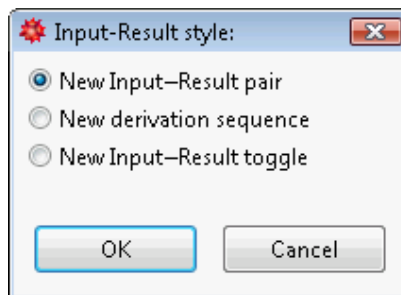 Input-Result style:
New Input—Result pair
New derivation sequence
New Input—Result toggle
OK
Cancel